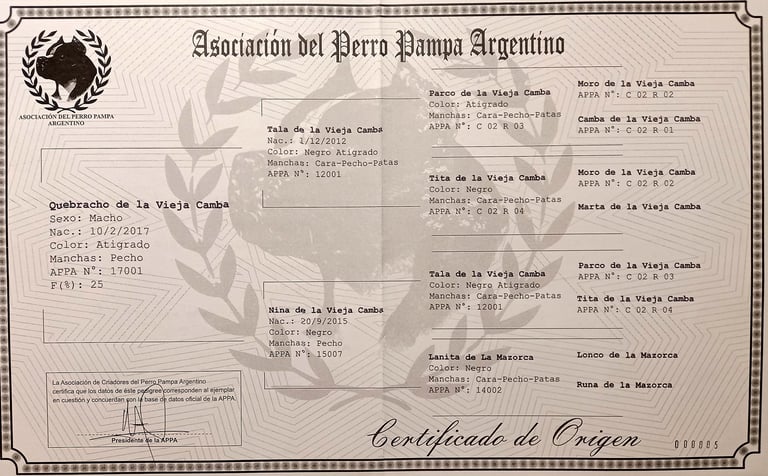 Asociación del Perro Pampa Argentino
ASOCIACIÓN DEL PERRO PAMPA
ARGENTINO
Quebracho de la Vieja Camba
Sexo: Macho
Nac.: 10/2/2017
Color: Atigrado
Manchas: Pecho
APPA N°: 17001
F(%): 25
Tala de la Vieja Camba
Nac.: 1/12/2012
Color: Negro Atigrado
Manchas: Cara-Pecho-Patas
APPA N°: 12001
Nina de la Vieja Camba
Nac.: 20/9/2015
Color: Negro
Manchas: Pecho
APPA N°: 15007
Parco de la Vieja Camba
Color: Atigrado
Manchas: Cara-Pecho-Patas
APPA N°: C 02 R 03
Tita de la Vieja Camba
Color: Negro
Manchas: Cara-Pecho-Patas
APPA N°: C 02 R 04
Tala de la Vieja Camba
Color: Negro Atigrado
Manchas: Cara-Pecho-Patas
APPA N°: 12001
Lanita de La Mazorca
Color: Negro
Manchas: Cara-Pecho-Patas
APPA N°: 14002
Moro de la Vieja Camba
APPA N°: C 02 R 02
Camba de la Vieja Camba
APPA N°: C 02 R 01
Moro de la Vieja Camba
APPA N°: C 02 R 02
Marta de la Vieja Camba
Parco de la Vieja Camba
APPA N°: C 02 R 03
Tita de la Vieja Camba
APPA N°: C 02 R 04
Lonco de la Mazorca
Runa de la Mazorca
La Asociación de Criadores del Perro Pampa Argentino
certifica que los datos de éste pedigree corresponden al ejemplar
en cuestión y concuerdan con la base de datos oficial de la APPA.
Presidente de la APPA
Certificado de Origen
000005